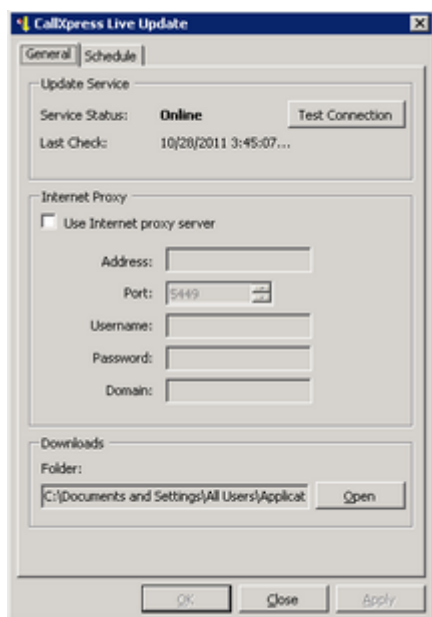 CallXpress Live Update
General Schedule
Update Service
Service Status: Online Test Connection
Last Check: 10/28/2011 3:45:07...
Internet Proxy
Use Internet proxy server
Address:
Port: 5449
Username:
Password:
Domain:
Downloads
Folder:
C:\Documents and Settings\All Users\Applicat Open
OK Close Apply